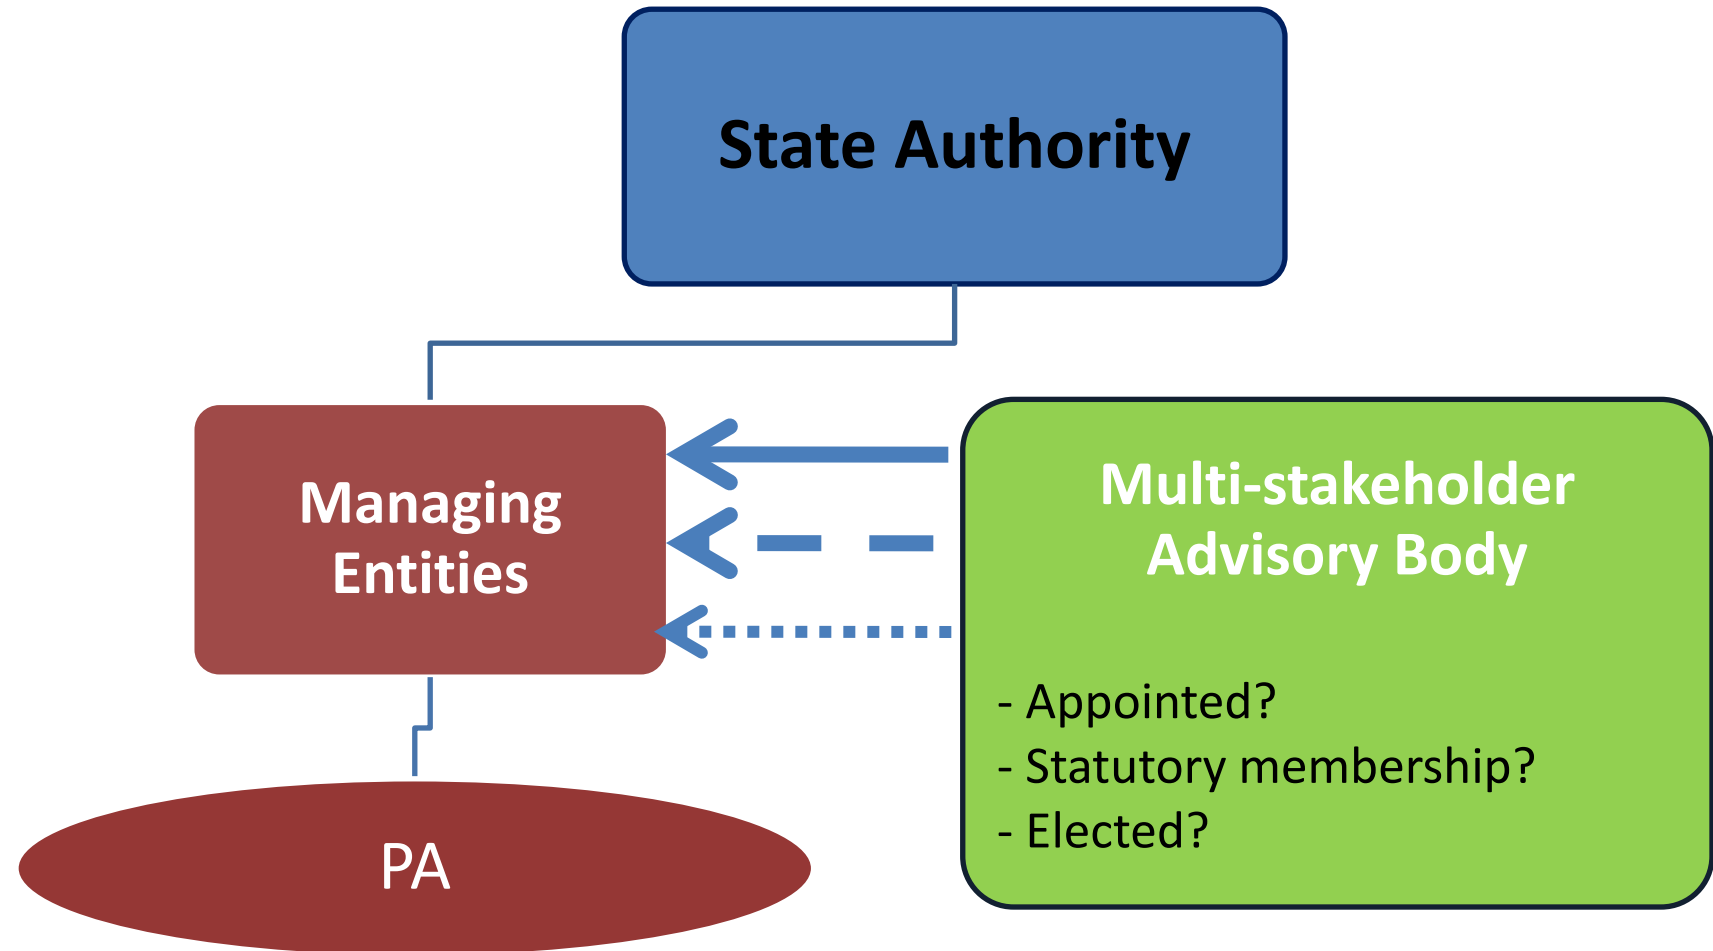 State Authority
Managing
Entities
Multi-stakeholder
Advisory Body
- Appointed?
- Statutory membership?
- Elected?
PA